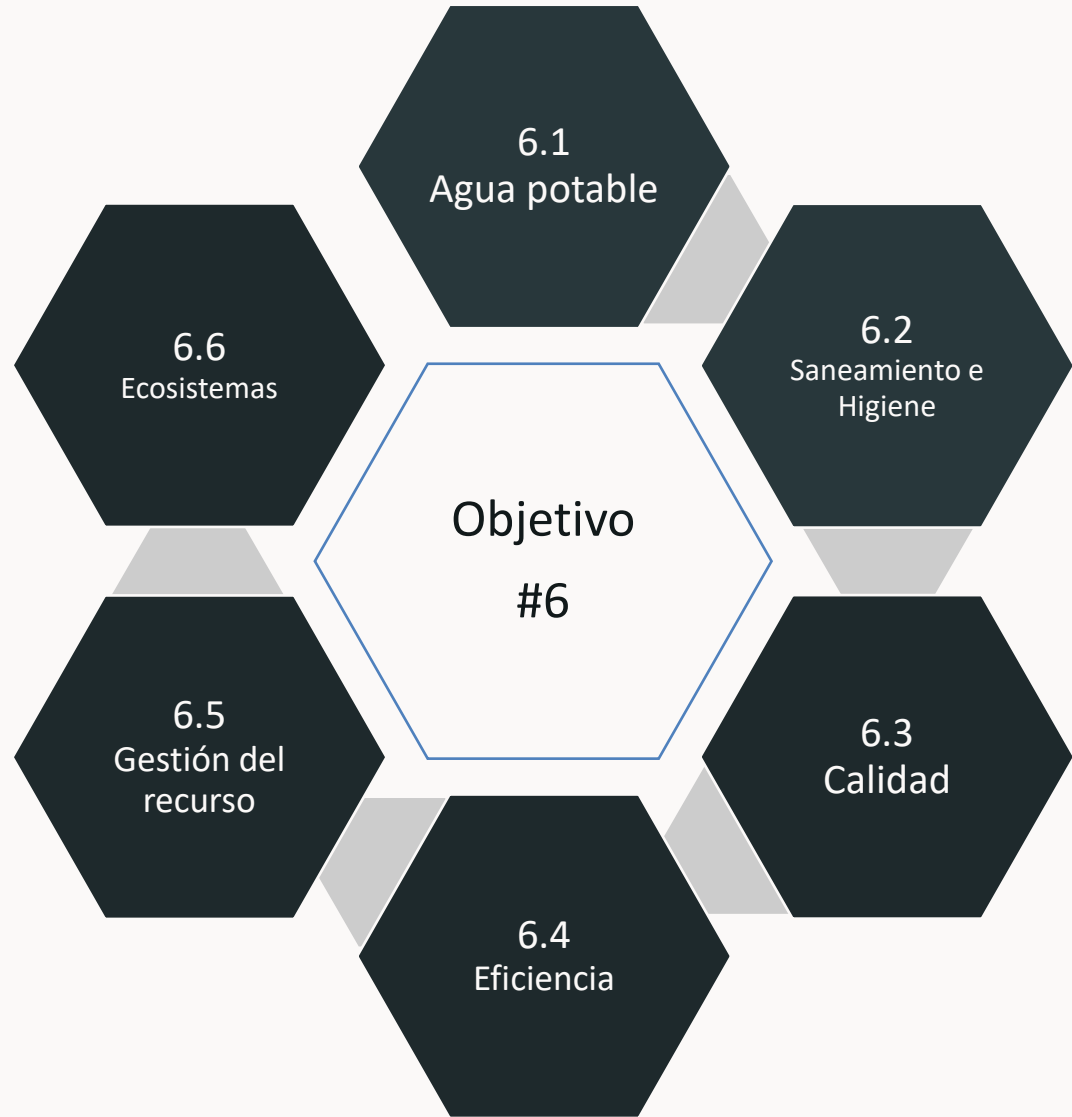 6.1
Agua potable
6.2
Saneamiento e
Higiene
6.3
Calidad
6.4
Eficiencia
6.5
Gestión del
recurso
6.6
Ecosistemas
Objetivo
#6